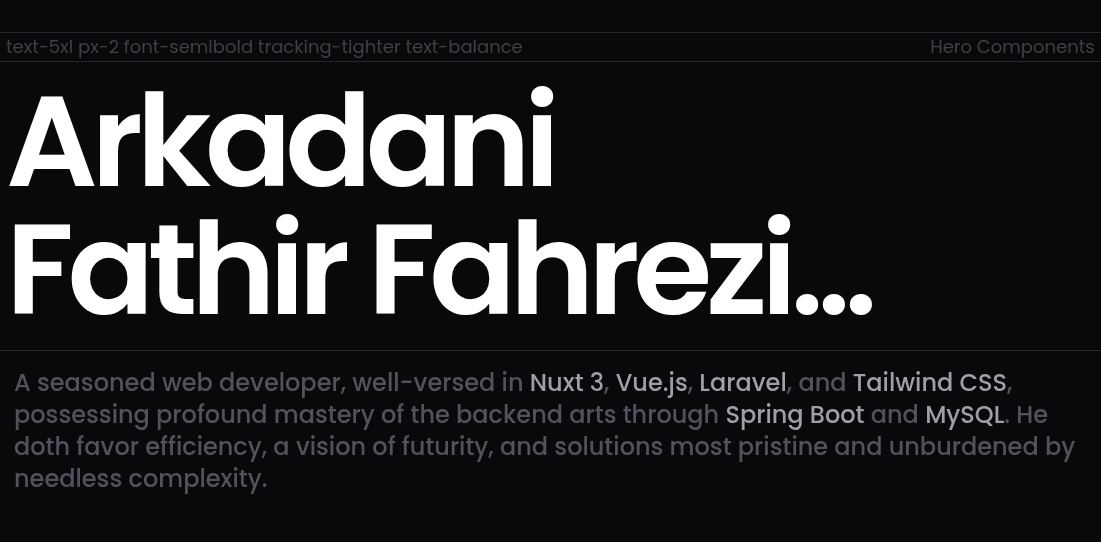 text-5xl px-2 font-semibold tracking-tighter text-balance
Hero Components
Arkadani
Fathir Fahrezi...
A seasoned web developer, well-versed in Nuxt 3, Vue.js, Laravel, and Tailwind CSS,
possessing profound mastery of the backend arts through Spring Boot and MySQL. He
doth favor efficiency, a vision of futurity, and solutions most pristine and unburdened by
needless complexity.